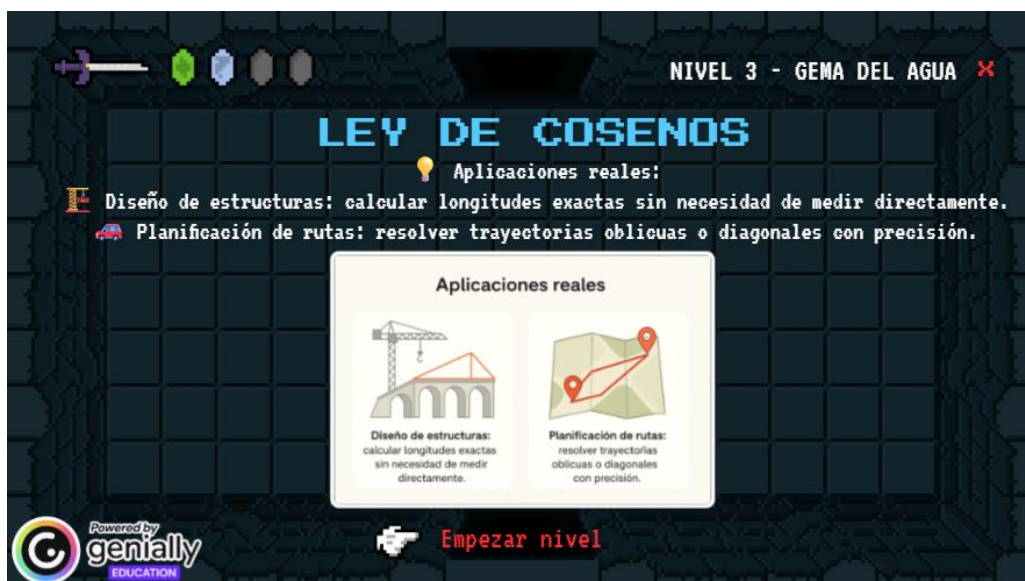 NIVEL 3 - GEMA DEL AGUA X
LEY DE COSENOS
Aplicaciones reales:
Diseño de estructuras: calcular longitudes exactas sin necesidad de medir directamente.
Planificación de rutas: resolver trayectorias oblicuas o diagonales con precisión.
Aplicaciones reales
Diseño de estructuras:
calcular longitudes exactas
sin necesidad de medir
directamente.
Planificación de rutas:
resolver trayectorias
oblicuas o diagonales
con precisión.
Empezar nivel
Powered by
genially
EDUCATION